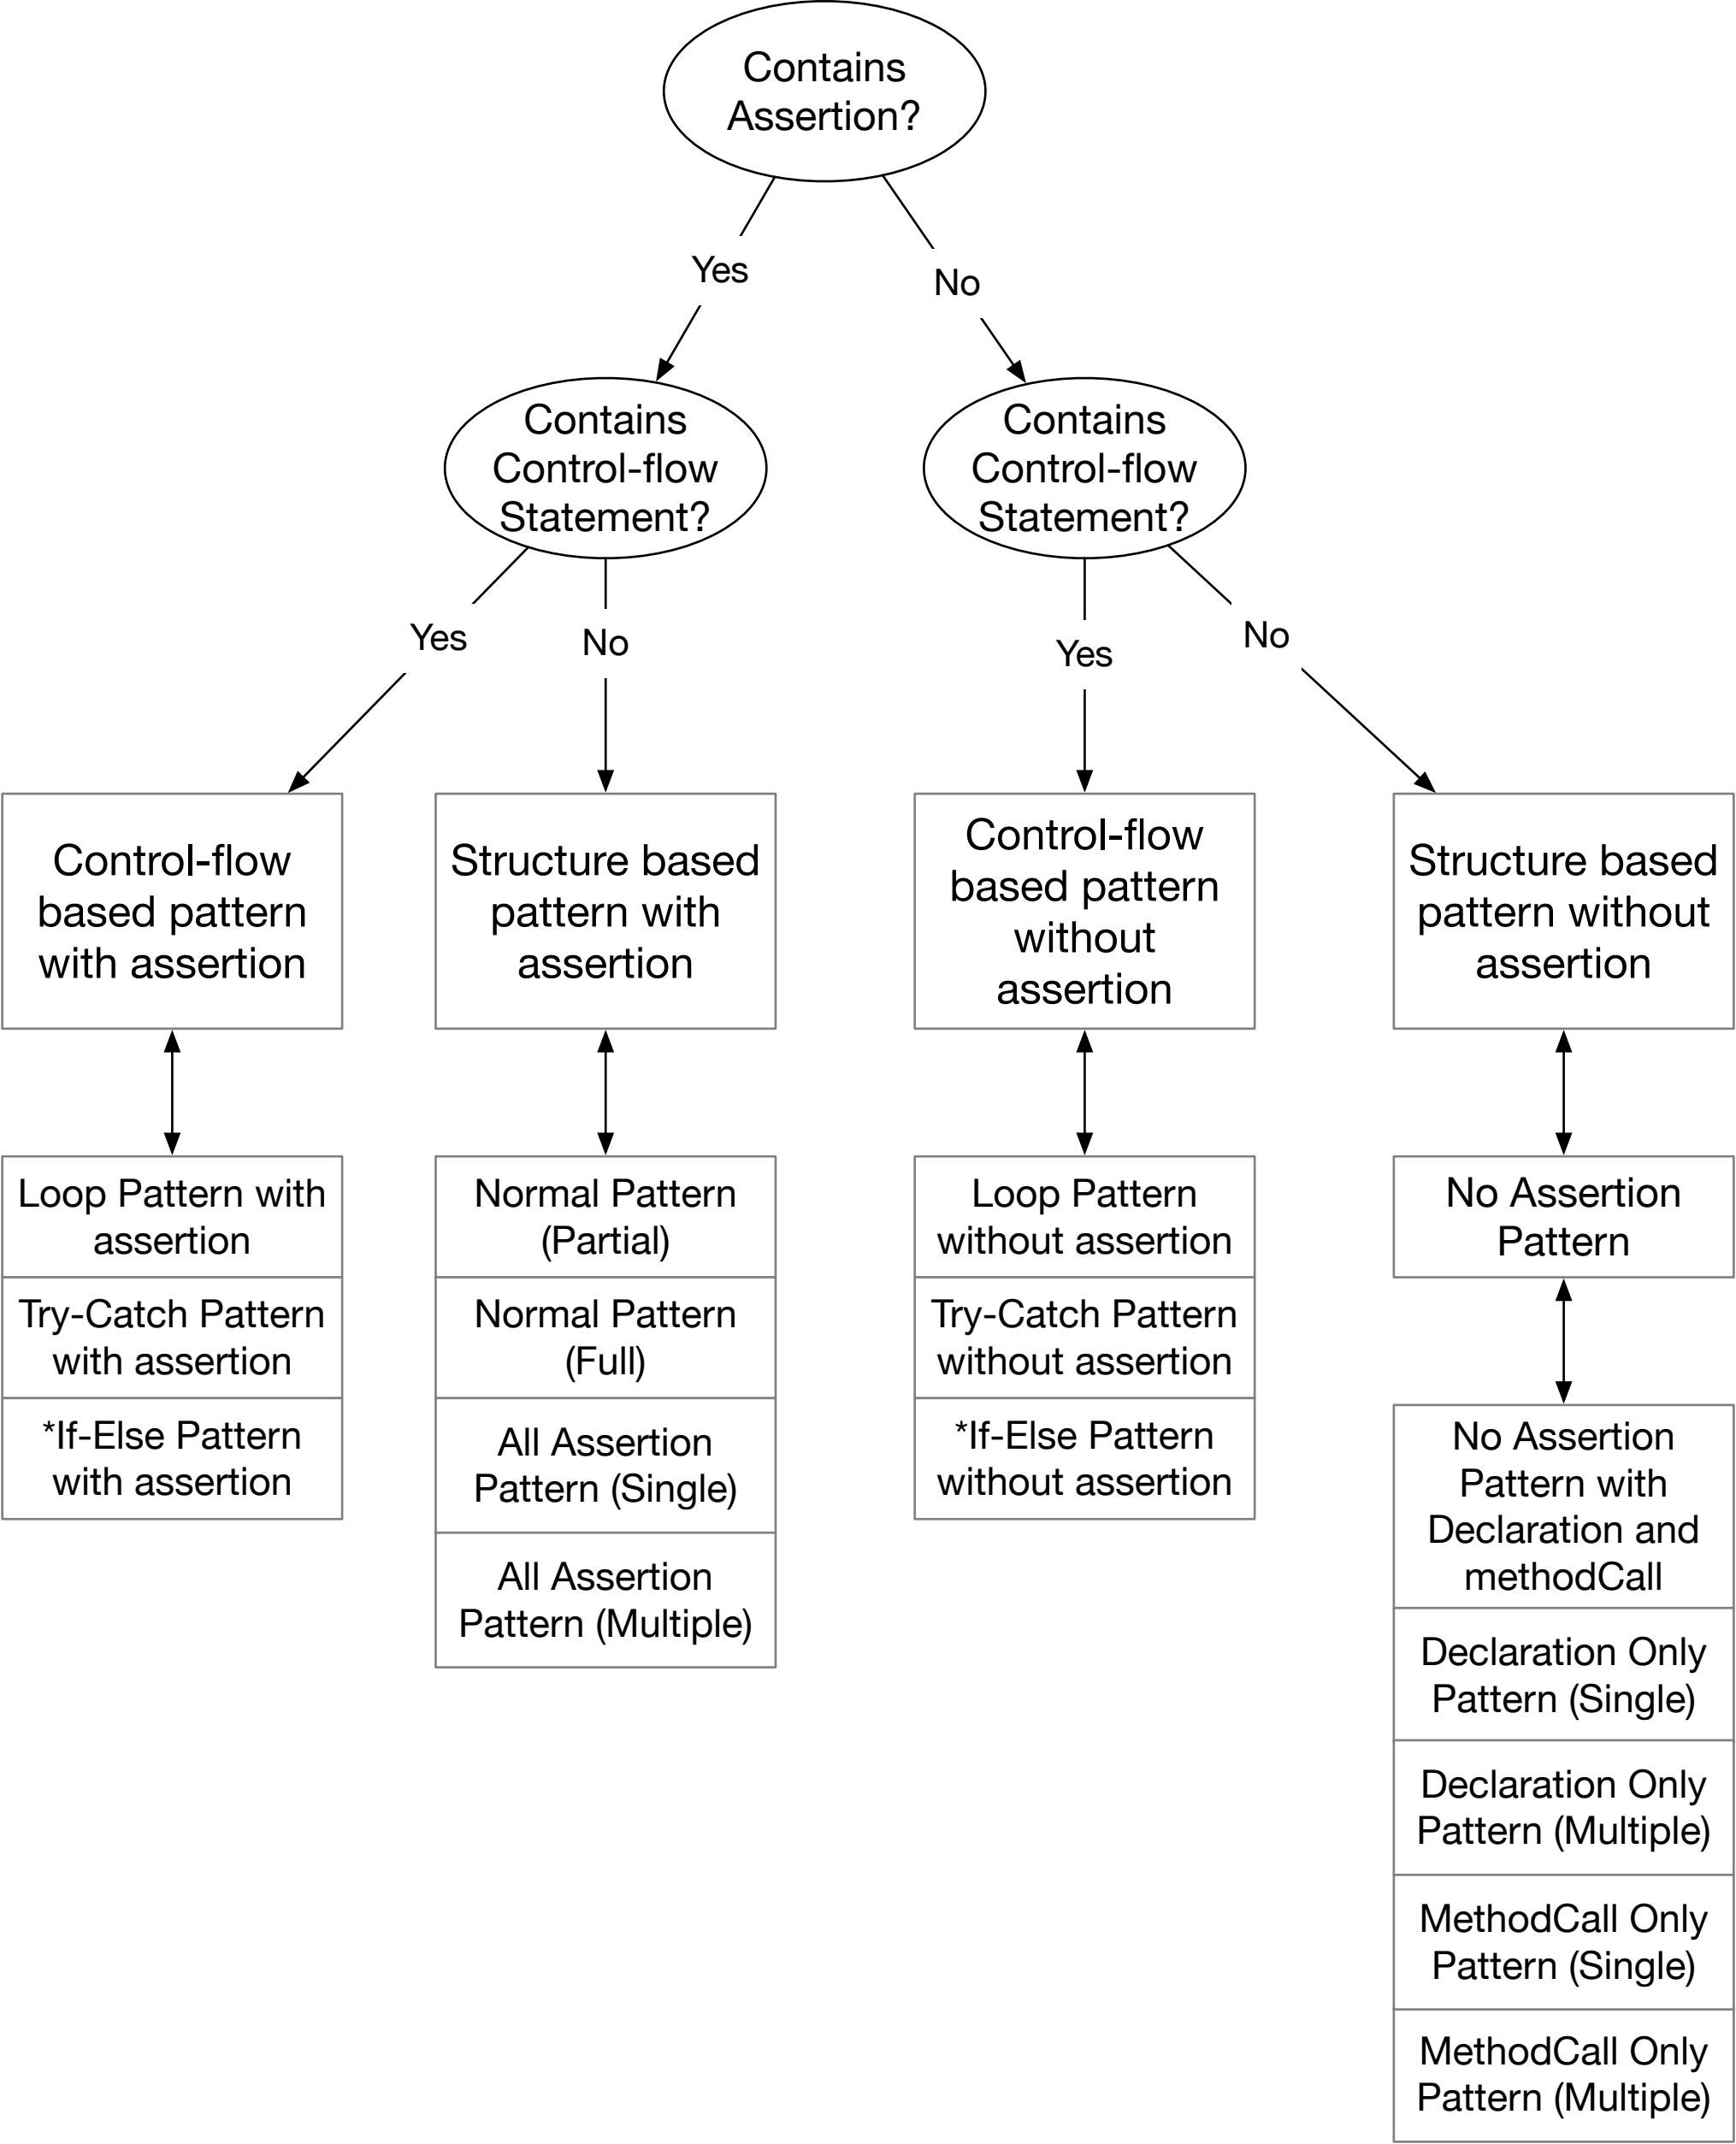 Contains
Assertion?
Yes
No
Contains
Control-flow
Statement?
Contains
Control-flow
Statement?
Yes
No
Yes
No
Control-flow
based pattern
with assertion
Structure based
pattern with
assertion
Control-flow
based pattern
without
assertion
Structure based
pattern without
assertion
Loop Pattern with
assertion
Try-Catch Pattern
with assertion
*If-Else Pattern
with assertion
Normal Pattern
(Partial)
Normal Pattern
(Full)
All Assertion
Pattern (Single)
All Assertion
Pattern (Multiple)
Loop Pattern
without assertion
Try-Catch Pattern
without assertion
*If-Else Pattern
without assertion
No Assertion
Pattern
No Assertion
Pattern with
Declaration and
methodCall
Declaration Only
Pattern (Single)
Declaration Only
Pattern (Multiple)
MethodCall Only
Pattern (Single)
MethodCall Only
Pattern (Multiple)